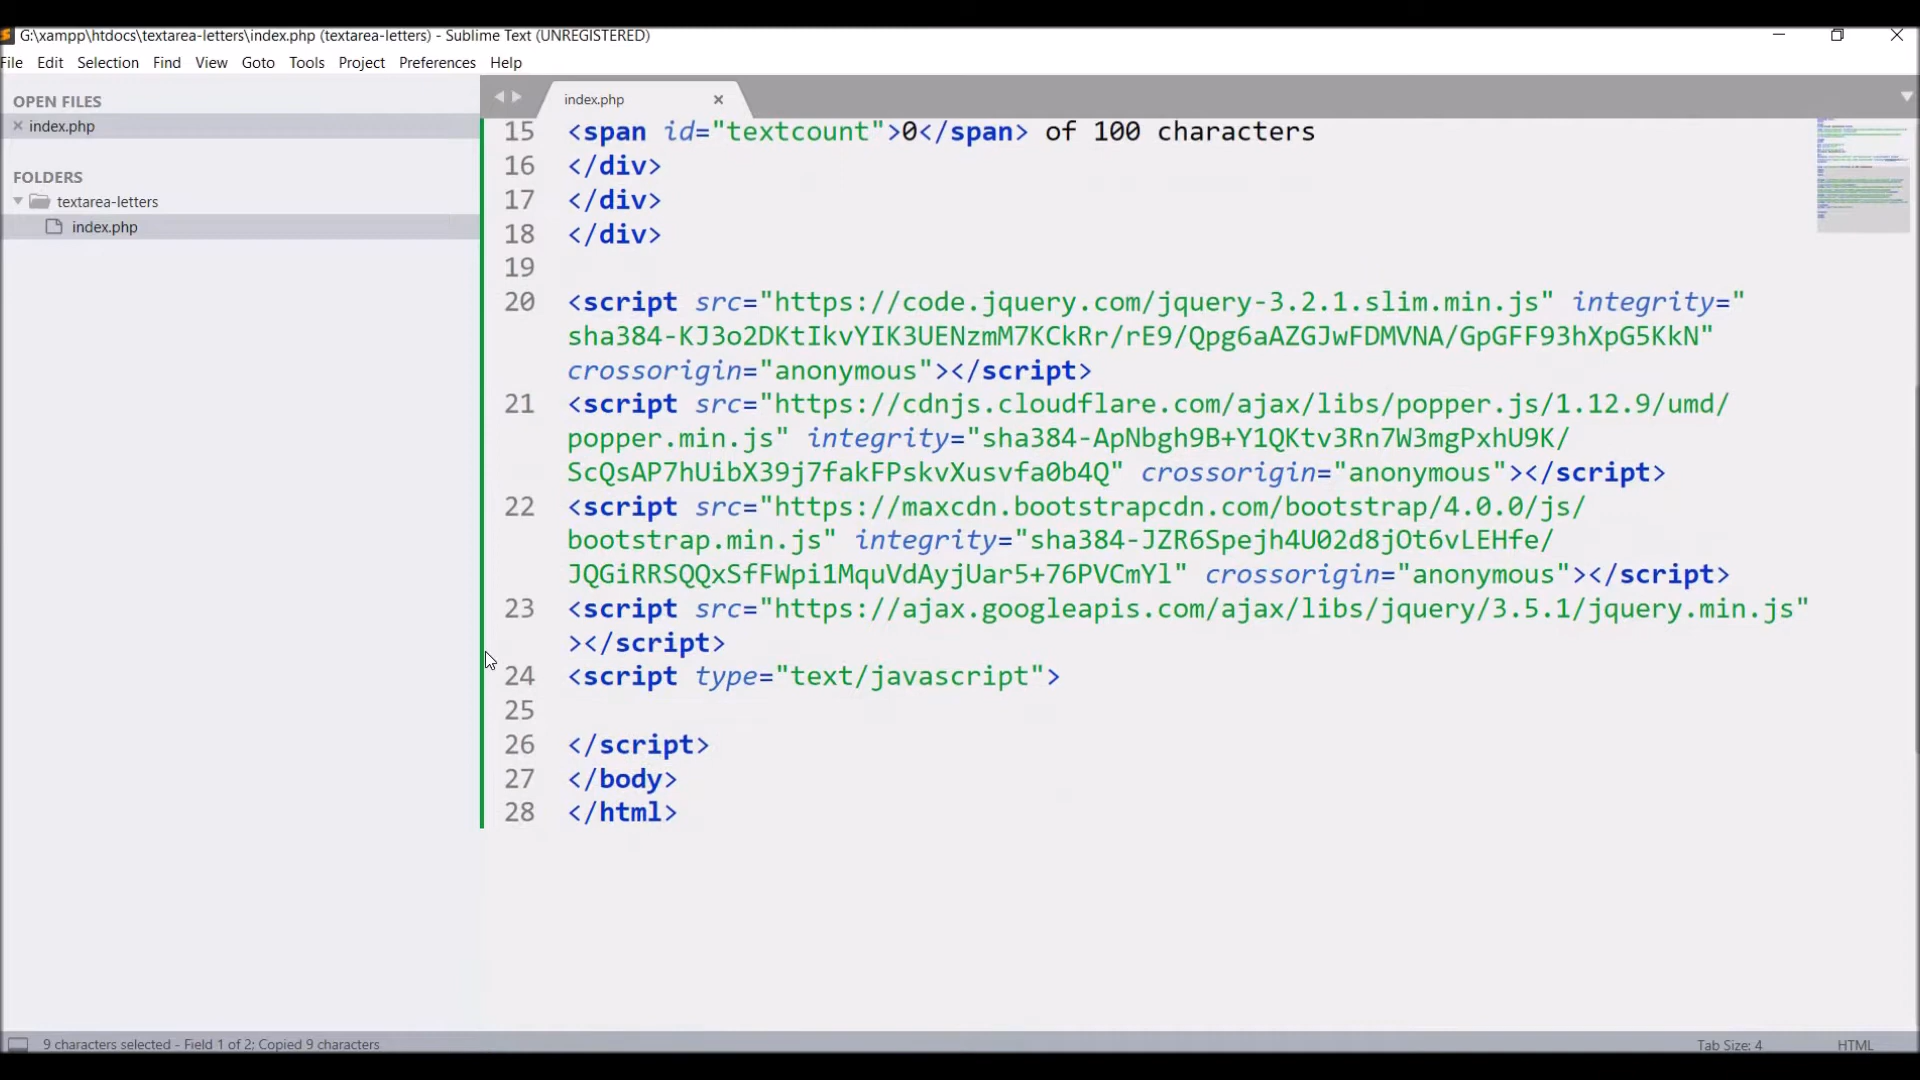 G:\xampp\htdocs\textarea-letters\index.php (textarea-letters) - Sublime Text (UNREGISTERED)
File Edit Selection Find View Goto Tools Project Preferences Help
OPEN FILES
index.php
FOLDERS
textarea-letters
index.php
index.php
15 <span id="textcount">0</span> of 100 characters
16 </div>
17 </div>
18 </div>
19
20 <script src="https://code.jquery.com/jquery-3.2.1.slim.min.js" integrity="
sha384-KJ3o2DKtIkvYIK3UENzmM7KCkRr/rE9/Qpg6aAZGJwFDMVNA/GpGFF93hXpG5KkN"
crossorigin="anonymous"></script>
21 <script src="https://cdnjs.cloudflare.com/ajax/libs/popper.js/1.12.9/umd/
popper.min.js" integrity="sha384-ApNbgh9B+Y1QKtv3Rn7W3mgPxhU9K/
ScQsAP7hUibX39j7fakFPskvXusvfa0b4Q" crossorigin="anonymous"></script>
22 <script src="https://maxcdn.bootstrapcdn.com/bootstrap/4.0.0/js/
bootstrap.min.js" integrity="sha384-JZR6Spejh4U02d8jOt6vLEHfe/
JQGiRRSQQxSfFWpi1MquVdAyjUar5+76PVCmYl" crossorigin="anonymous"></script>
23 <script src="https://ajax.googleapis.com/ajax/libs/jquery/3.5.1/jquery.min.js"
></script>
24 <script type="text/javascript">
25
26 </script>
27 </body>
28 </html>
9 characters selected - Field 1 of 2; Copied 9 characters
Tab Size: 4
HTML